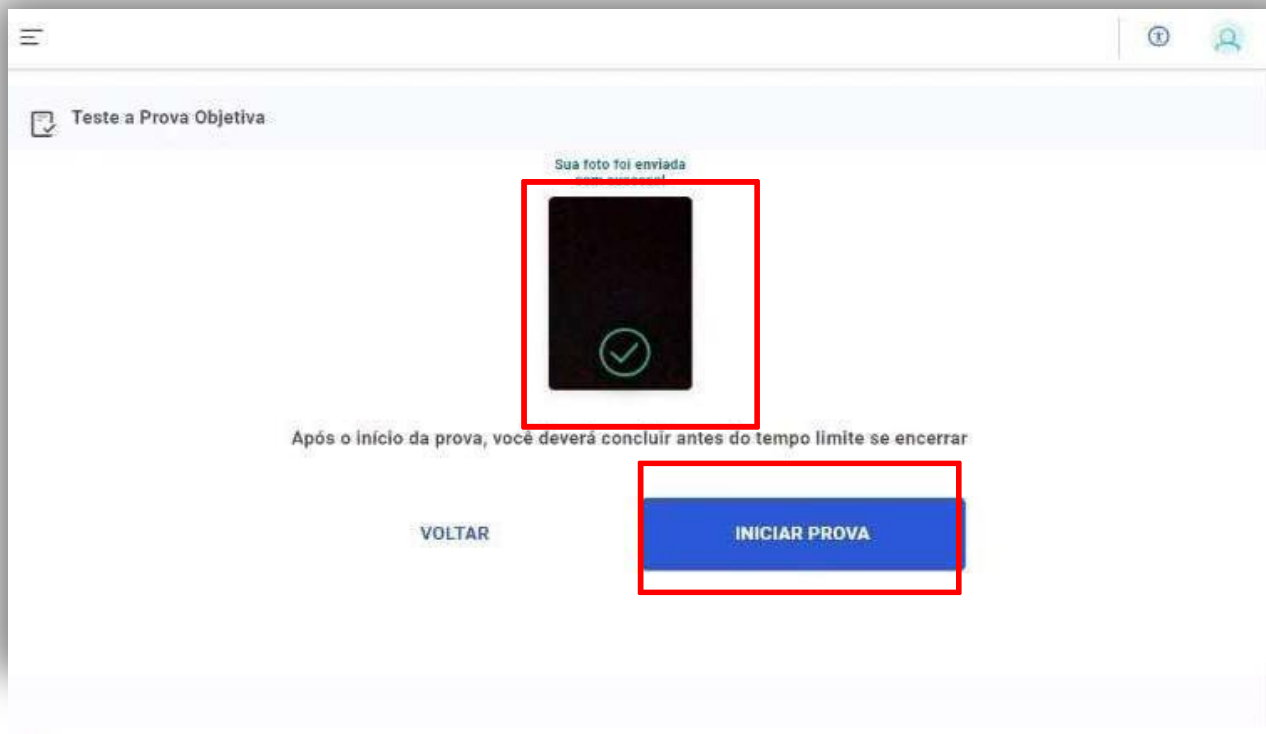 Teste a Prova Objetiva
Sua foto foi enviada
Após o início da prova, você deverá concluir antes do tempo limite se encerrar
VOLTAR
INICIAR PROVA